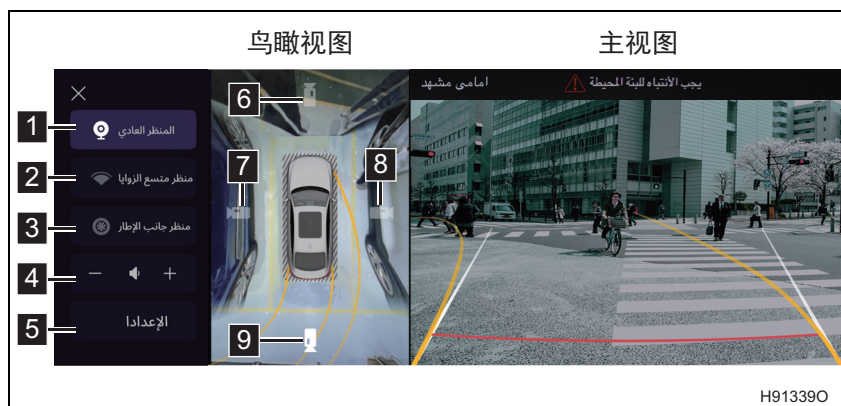 鸟瞰视图
主视图
امامى مشهد
يجب الأنتباه للبئة المحيطة
1 المنظر العادي
2 منظر متسع الزوايا
3 منظر جانب الإطار
4 − +
5 الإعدادا
6
7
8
9
H91339O